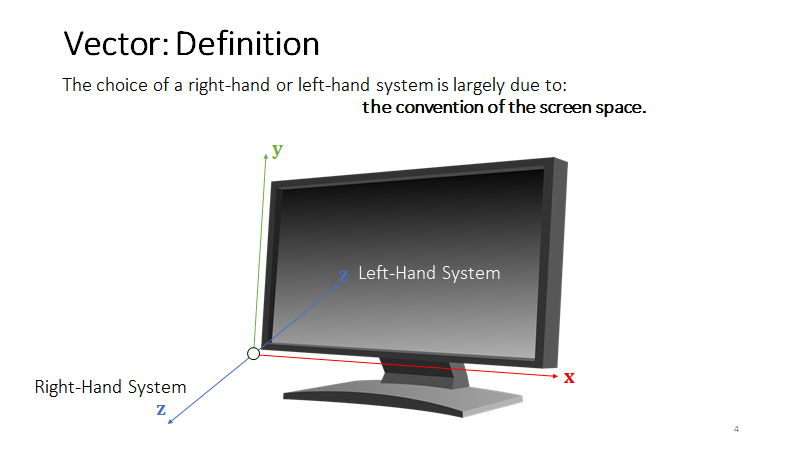 Vector: Definition
The choice of a right-hand or left-hand system is largely due to:
the convention of the screen space.
y
z Left-Hand System
x
Right-Hand System
z
4